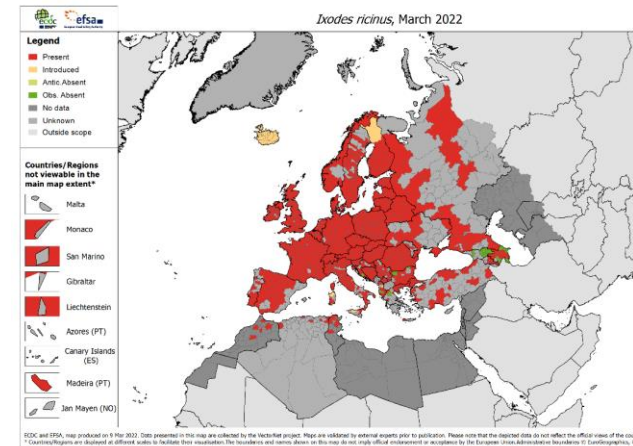 ecdc efsa
Ixodes ricinus, March 2022
Legend
Present
Introduced
Antic. Absent
Obs. Absent
No data
Unknown
Outside scope
Countries/Regions
not viewable in the
main map extent*
Malta
Monaco
San Marino
Gibraltar
Liechtenstein
Azores (PT)
Canary Islands
(ES)
Madeira (PT)
Jan Mayen (NO)
ECDC and EFSA, map produced on 9 Mar 2022. Data presented in this map are collected by the VectorNet project. Maps are validated by external experts prior to publication. Please note that the depicted data do not reflect the official views of the
* Countries/Regions are displayed at different scales to facilitate their visualisation. The boundaries and names shown on this map do not imply official endorsement or acceptance by the European Union. Administrative boundaries © EuroGeographics,